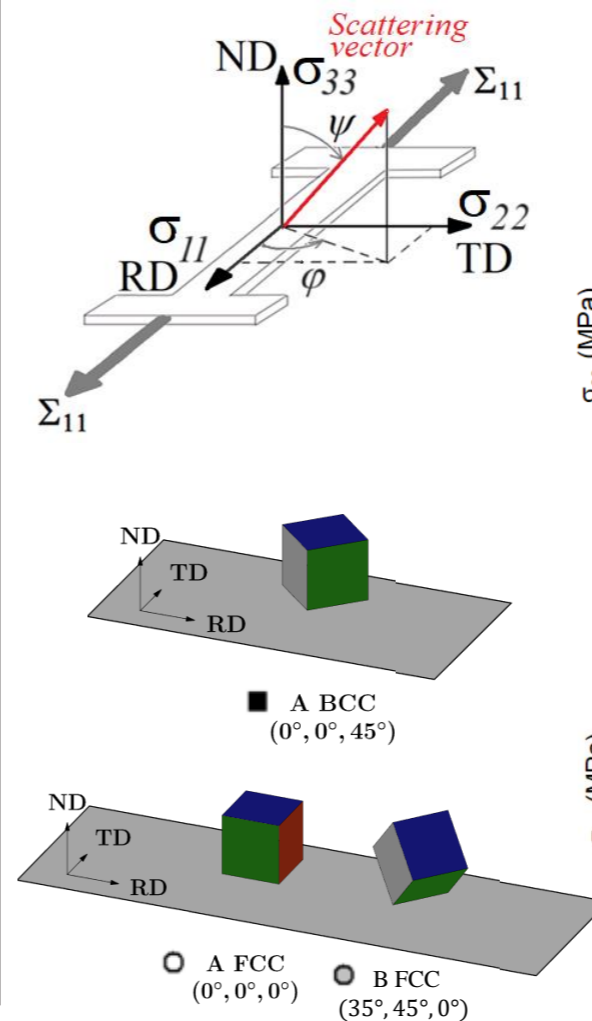 Scattering
vector
ND σ33
Σ11
ψ
σ22
σ11
TD
RD
φ
Σ11
(MPa)
ND
TD
RD
A BCC
(0°, 0°, 45°)
ND
TD
RD
A FCC
(0°, 0°, 0°)
B FCC
(35°, 45°, 0°)